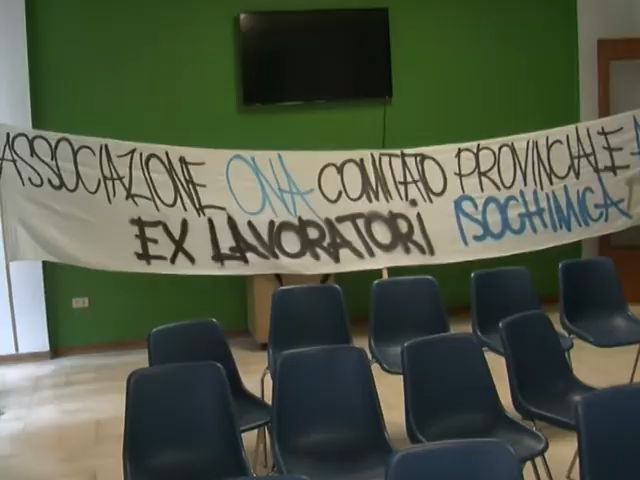 ASSOCIAZIONE ONA COMITATO PROVINCIALE
EX LAVORATORi ISOCHIMICA